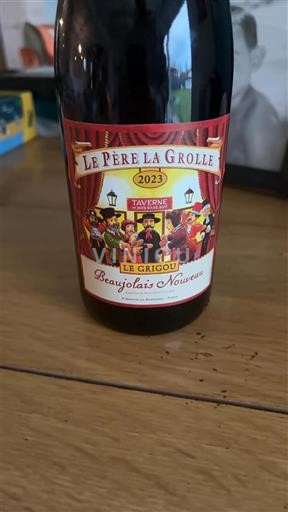 LE PÈRE LA GROLLE
2023
TAVERNE
LE GRIGOU
Beaujolais Nouveau